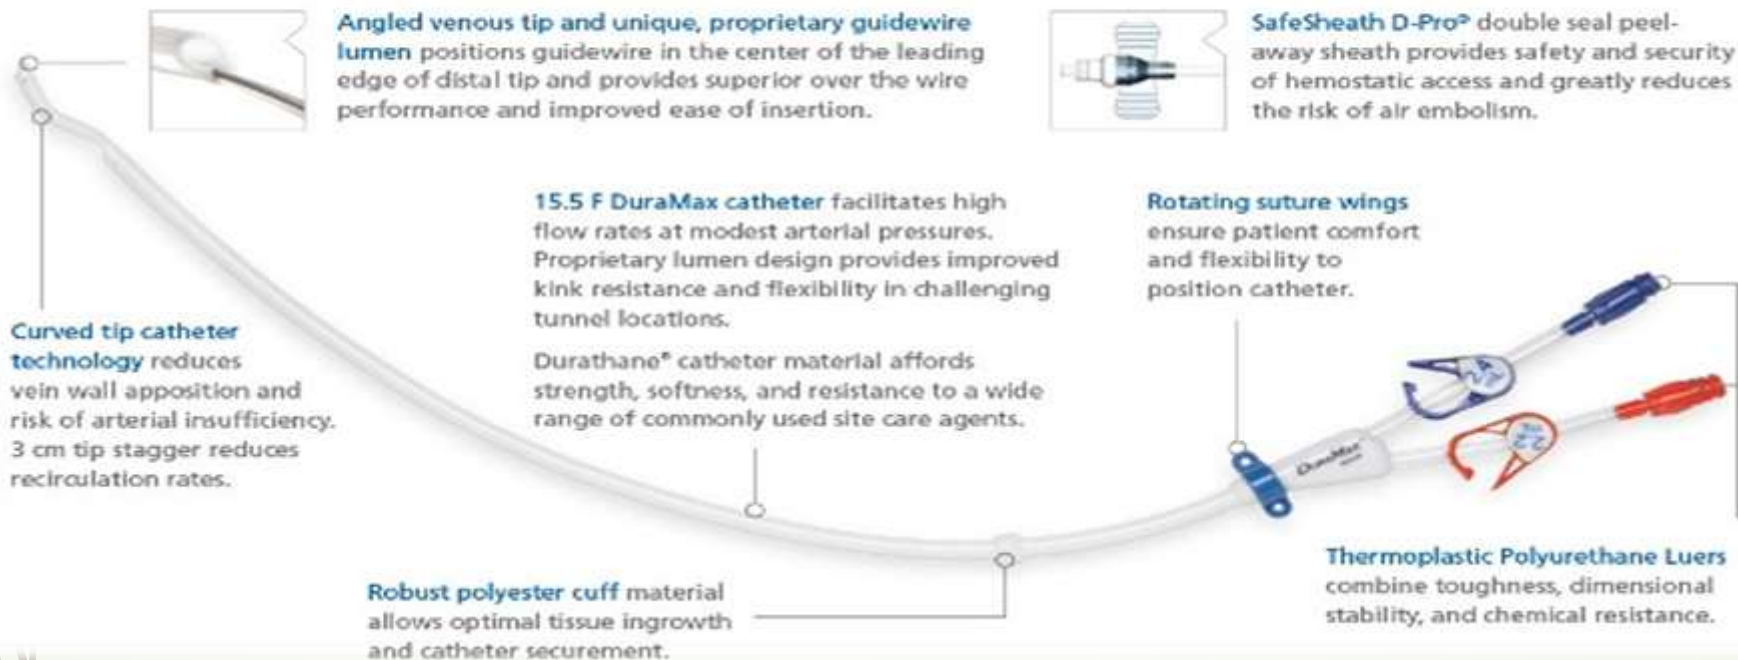 Angled venous tip and unique, proprietary guidewire
lumen positions guidewire in the center of the leading
edge of distal tip and provides superior over the wire
performance and improved ease of insertion.
SafeSheath D-Pro® double seal peel-
away sheath provides safety and security
of hemostatic access and greatly reduces
the risk of air embolism.
15.5 F DuraMax catheter facilitates high
flow rates at modest arterial pressures.
Proprietary lumen design provides improved
kink resistance and flexibility in challenging
tunnel locations.
Durathane® catheter material affords
strength, softness, and resistance to a wide
range of commonly used site care agents.
Rotating suture wings
ensure patient comfort
and flexibility to
position catheter.
Curved tip catheter
technology reduces
vein wall apposition and
risk of arterial insufficiency.
3 cm tip stagger reduces
recirculation rates.
DuraMax
Robust polyester cuff material
allows optimal tissue ingrowth
and catheter securement.
Thermoplastic Polyurethane Luers
combine toughness, dimensional
stability, and chemical resistance.